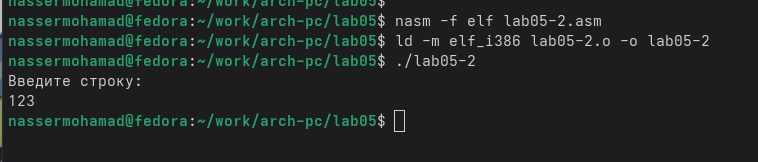 nassermohamad@fedora:~/work/arch-pc/lab05$
nassermohamad@fedora:~/work/arch-pc/lab05$ nasm -f elf lab05-2.asm
nassermohamad@fedora:~/work/arch-pc/lab05$ ld -m elf_i386 lab05-2.o -o lab05-2
nassermohamad@fedora:~/work/arch-pc/lab05$ ./lab05-2
Введите строку:
123
nassermohamad@fedora:~/work/arch-pc/lab05$